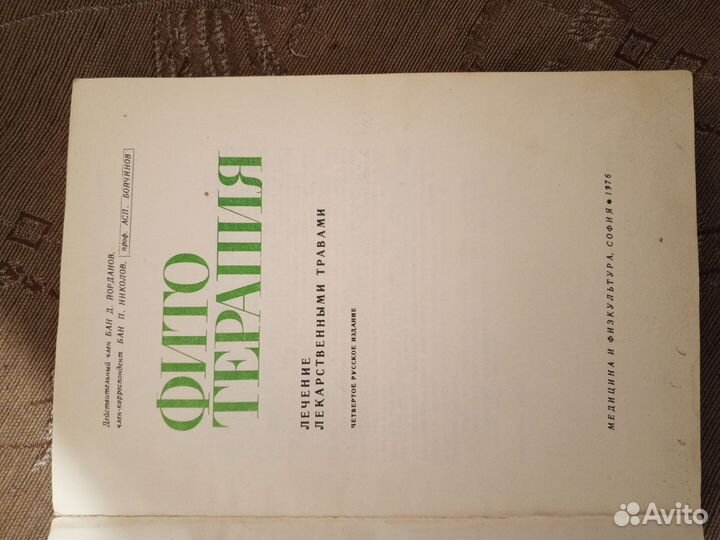 Действительный член БАН Д. ЙОРДАНОВ,
член-корреспондент БАН П. НИКОЛОВ, проф. АСП. БОЙЧИНОВ
ФИТО
ТЕРАПИЯ
ЛЕЧЕНИЕ
ЛЕКАРСТВЕННЫМИ ТРАВАМИ
ЧЕТВЕРТОЕ РУССКОЕ ИЗДАНИЕ
МЕДИЦИНА И ФИЗКУЛЬТУРА, СОФИЯ • 1976
Avito